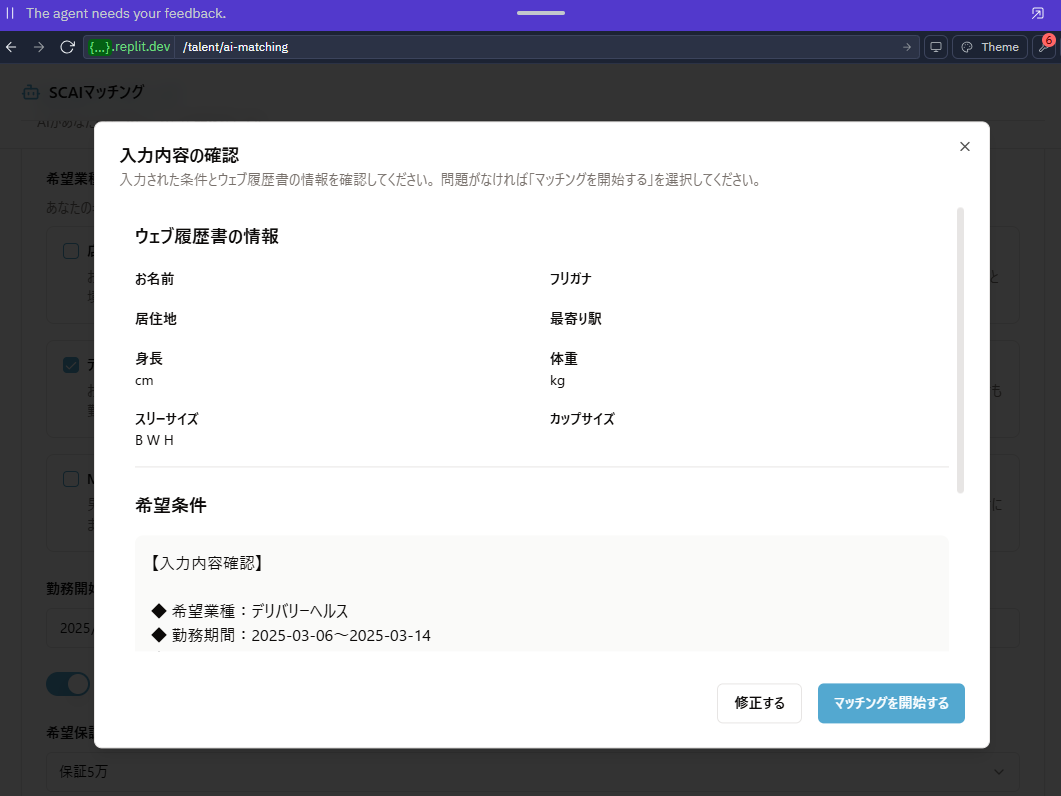 The agent needs your feedback.
{...}.replit.dev /talent/ai-matching
Theme
6
SCAIマッチング
AIがあなた
入力内容の確認
入力された条件とウェブ履歴書の情報を確認してください。問題がなければ「マッチングを開始する」を選択してください。
希望業種
あなたの
ウェブ履歴書の情報
お名前
フリガナ
居住地
最寄り駅
身長
体重
cm
kg
スリーサイズ
カップサイズ
B W H
希望条件
【入力内容確認】
◆ 希望業種：デリバリーヘルス
◆ 勤務期間：2025-03-06～2025-03-14
勤務開始
2025/
修正する
マッチングを開始する
希望保証
保証5万